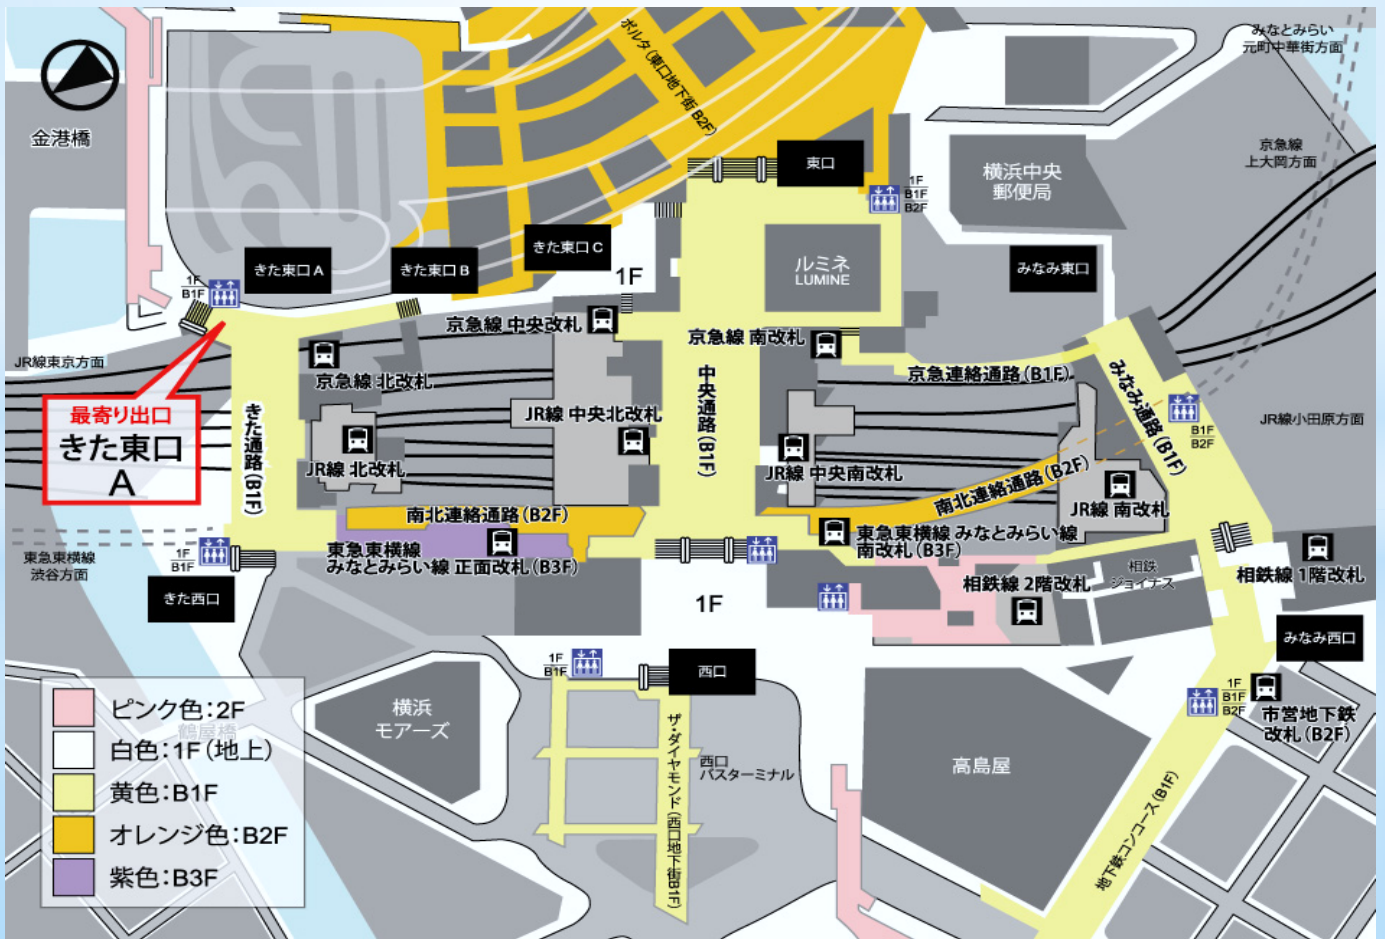 金港橋
ポルタ(東口地下街B2F)
みなとみらい
元町中華街方面
京急線
上大岡方面
横浜中央
郵便局
東口
1F
B1F
B2F
きた東口 A
きた東口 B
きた東口 C
1F
ルミネ
LUMINE
みなみ東口
1F
B1F
京急線 中央改札
京急線 南改札
JR線東京方面
京急線 北改札
京急連絡通路(B1F)
最寄り出口
きた東口
A
きた通路(B1F)
中央通路(B1F)
みなみ通路(B1F)
B1F
B2F
JR線小田原方面
JR線 中央北改札
JR線 北改札
JR線 中央南改札
南北連絡通路(B2F)
JR線 南改札
南北連絡通路(B2F)
東急東横線
みなとみらい線 正面改札(B3F)
東急東横線 みなとみらい線
南改札(B3F)
東急東横線
渋谷方面
1F
B1F
きた西口
1F
相鉄線 2階改札
相鉄
ジョイナス
相鉄線 1階改札
みなみ西口
1F
B1F
西口
1F
B1F
B2F
市営地下鉄
改札(B2F)
横浜
モアーズ
ザ・ダイヤモンド(西口地下街B1F)
西口
バスターミナル
高島屋
地下鉄コンコース(B1F)
鶴屋橋
ピンク色:2F
白色:1F(地上)
黄色:B1F
オレンジ色:B2F
紫色:B3F